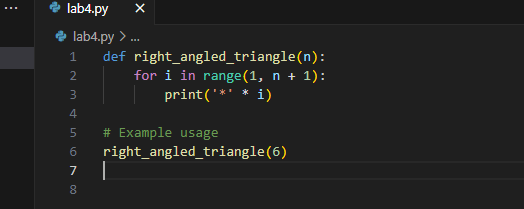 ... lab4.py ×
lab4.py > ...
1 def right_angled_triangle(n):
2     for i in range(1, n + 1):
3         print('*' * i)
4
5 # Example usage
6 right_angled_triangle(6)
7
8